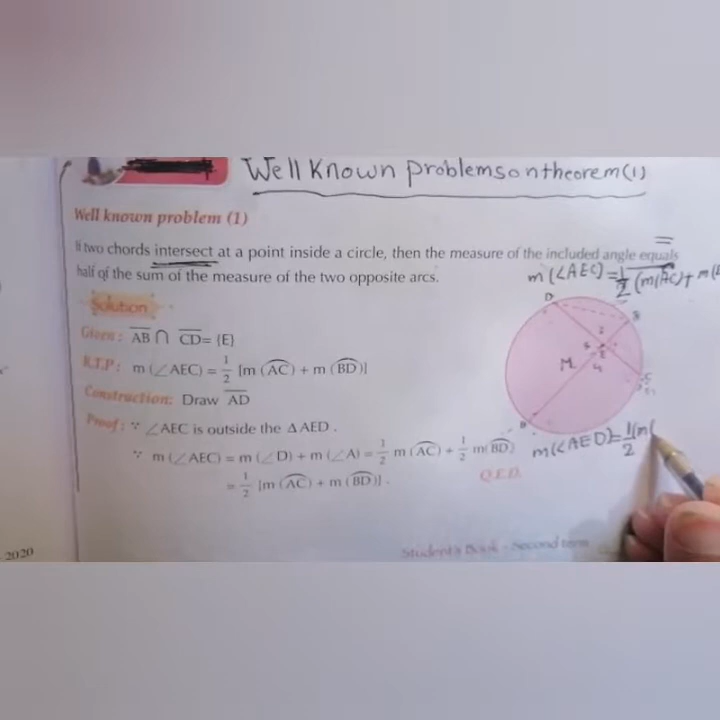 Well Known problems on theorem (1)
Well known problem (1)
If two chords intersect at a point inside a circle, then the measure of the included angle equals
half of the sum of the measure of the two opposite arcs.
m(∠AEC)=1/2 (m(AC)+ m(
Solution
Given: AB ∩ CD = {E}
R.T.P: m (∠AEC) = 1/2 [m (AC) + m (BD)]
Construction: Draw AD
Proof: ∵ ∠AEC is outside the ΔAED.
∵ m (∠AEC) = m (∠D) + m (∠A) = 1/2 m (AC) + 1/2 m(BD)
= 1/2 [m (AC) + m (BD)].
Q.E.D.
D
M
E
m(∠AED)=1/2(m(
2020
Student's Book - Second term